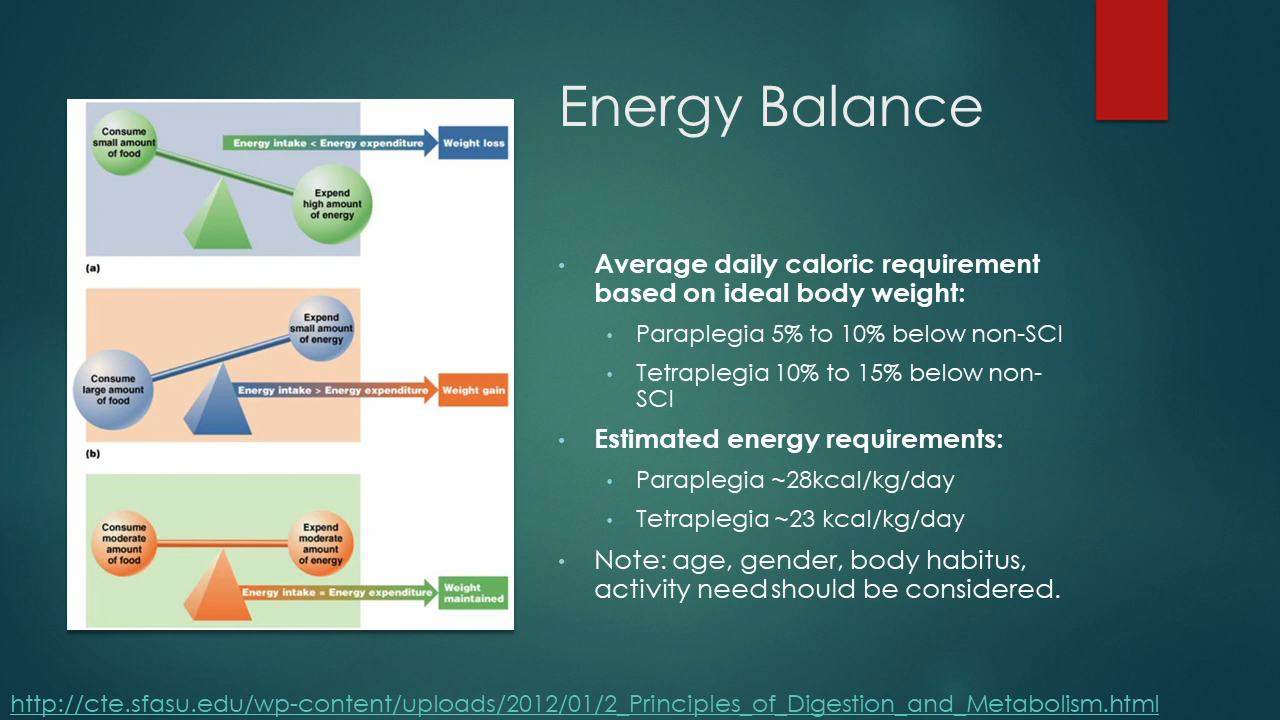 Energy Balance
Consume
small amount
of food
Energy intake < Energy expenditure
Weight loss
Expend
high amount
of energy
(a)
Expend
small amount
of energy
Consume
large amount
of food
Energy intake > Energy expenditure
Weight gain
(b)
Consume
moderate
amount
of food
Expend
moderate
amount
of energy
Energy intake = Energy expenditure
Weight
maintained
• Average daily caloric requirement
based on ideal body weight:
• Paraplegia 5% to 10% below non-SCI
• Tetraplegia 10% to 15% below non-
SCI
• Estimated energy requirements:
• Paraplegia ~28kcal/kg/day
• Tetraplegia ~23 kcal/kg/day
• Note: age, gender, body habitus,
activity need should be considered.
http://cte.sfasu.edu/wp-content/uploads/2012/01/2_Principles_of_Digestion_and_Metabolism.html